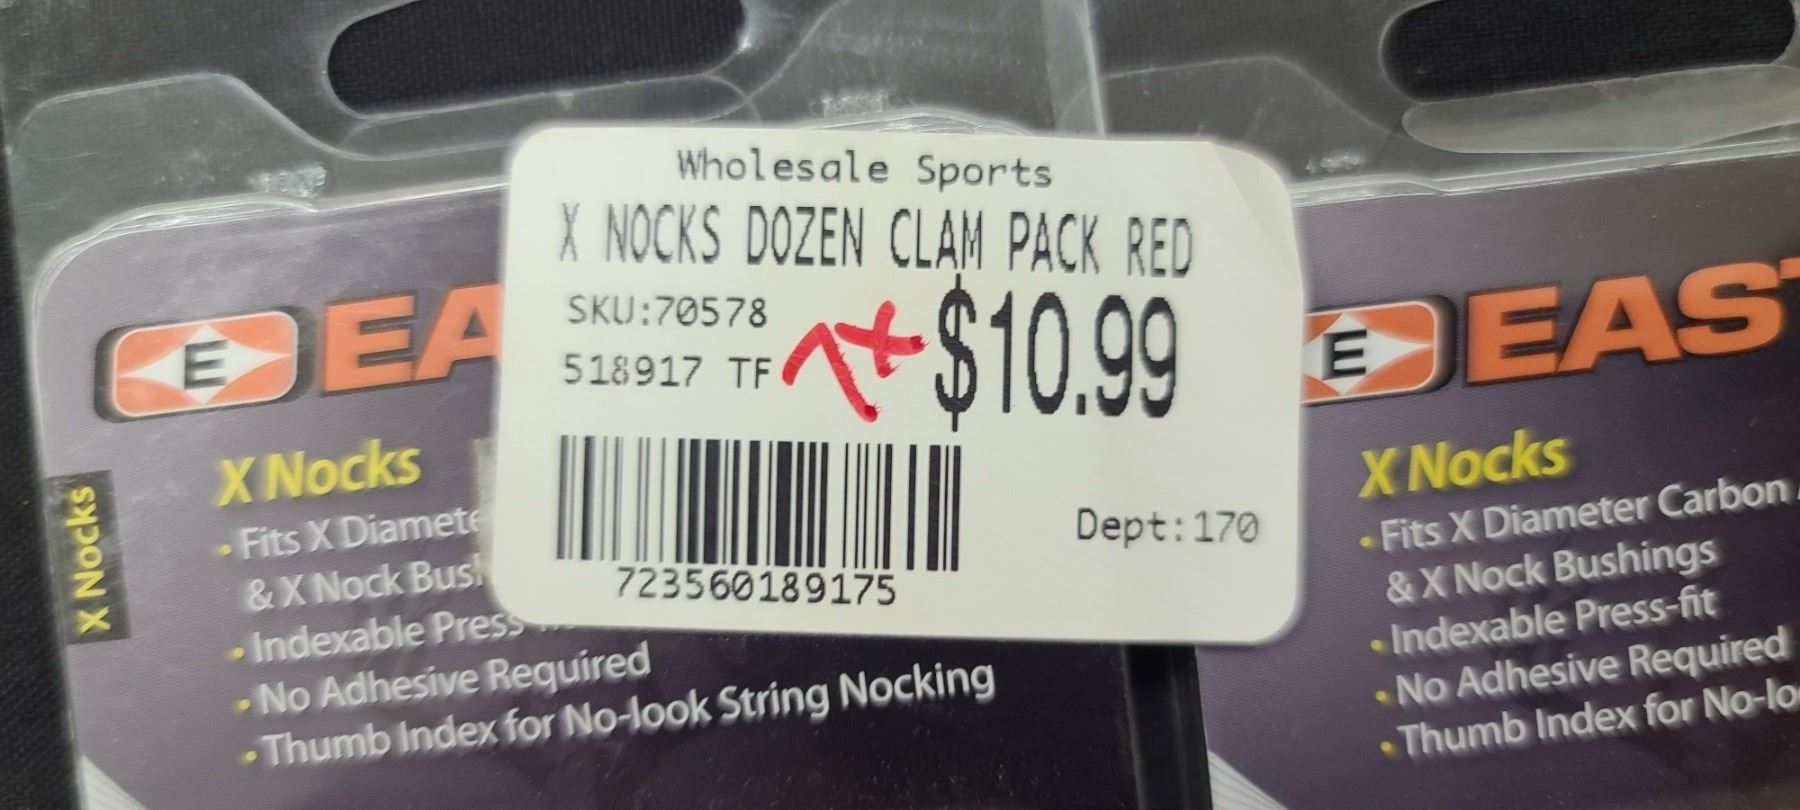 Wholesale Sports
X NOCKS DOZEN CLAM PACK RED
SKU:70578
518917 TF
$10.99
723560189175
Dept:170
E EA
X Nocks
X Nocks
• Fits X Diamete
& X Nock Bus
• Indexable Press
• No Adhesive Required
• Thumb Index for No-look String Nocking
E EAST
X Nocks
• Fits X Diameter Carbon
& X Nock Bushings
• Indexable Press-fit
• No Adhesive Required
• Thumb Index for No-lo